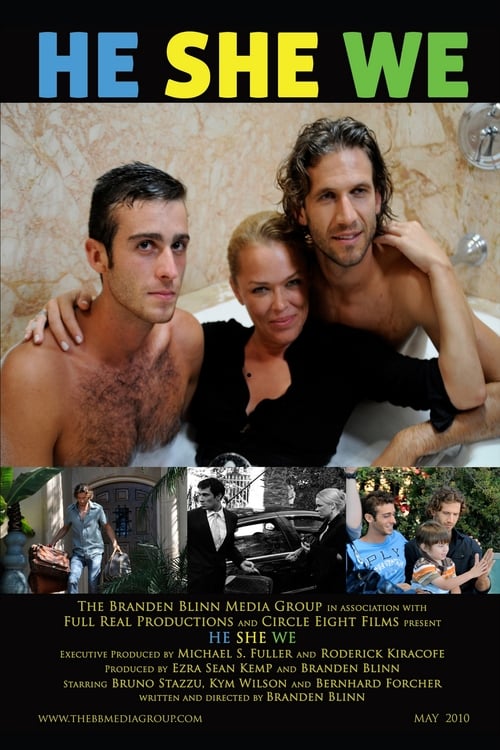 HE SHE WE
THE BRANDEN BLINN MEDIA GROUP IN ASSOCIATION WITH
FULL REAL PRODUCTIONS AND CIRCLE EIGHT FILMS PRESENT
HE SHE WE
EXECUTIVE PRODUCED BY MICHAEL S. FULLER AND RODERICK KIRACOFE
PRODUCED BY EZRA SEAN KEMP AND BRANDEN BLINN
STARRING BRUNO STAZZU, KYM WILSON AND BERNHARD FORCHER
WRITTEN AND DIRECTED BY BRANDEN BLINN
WWW.THEBBMEDIAGROUP.COM MAY 2010